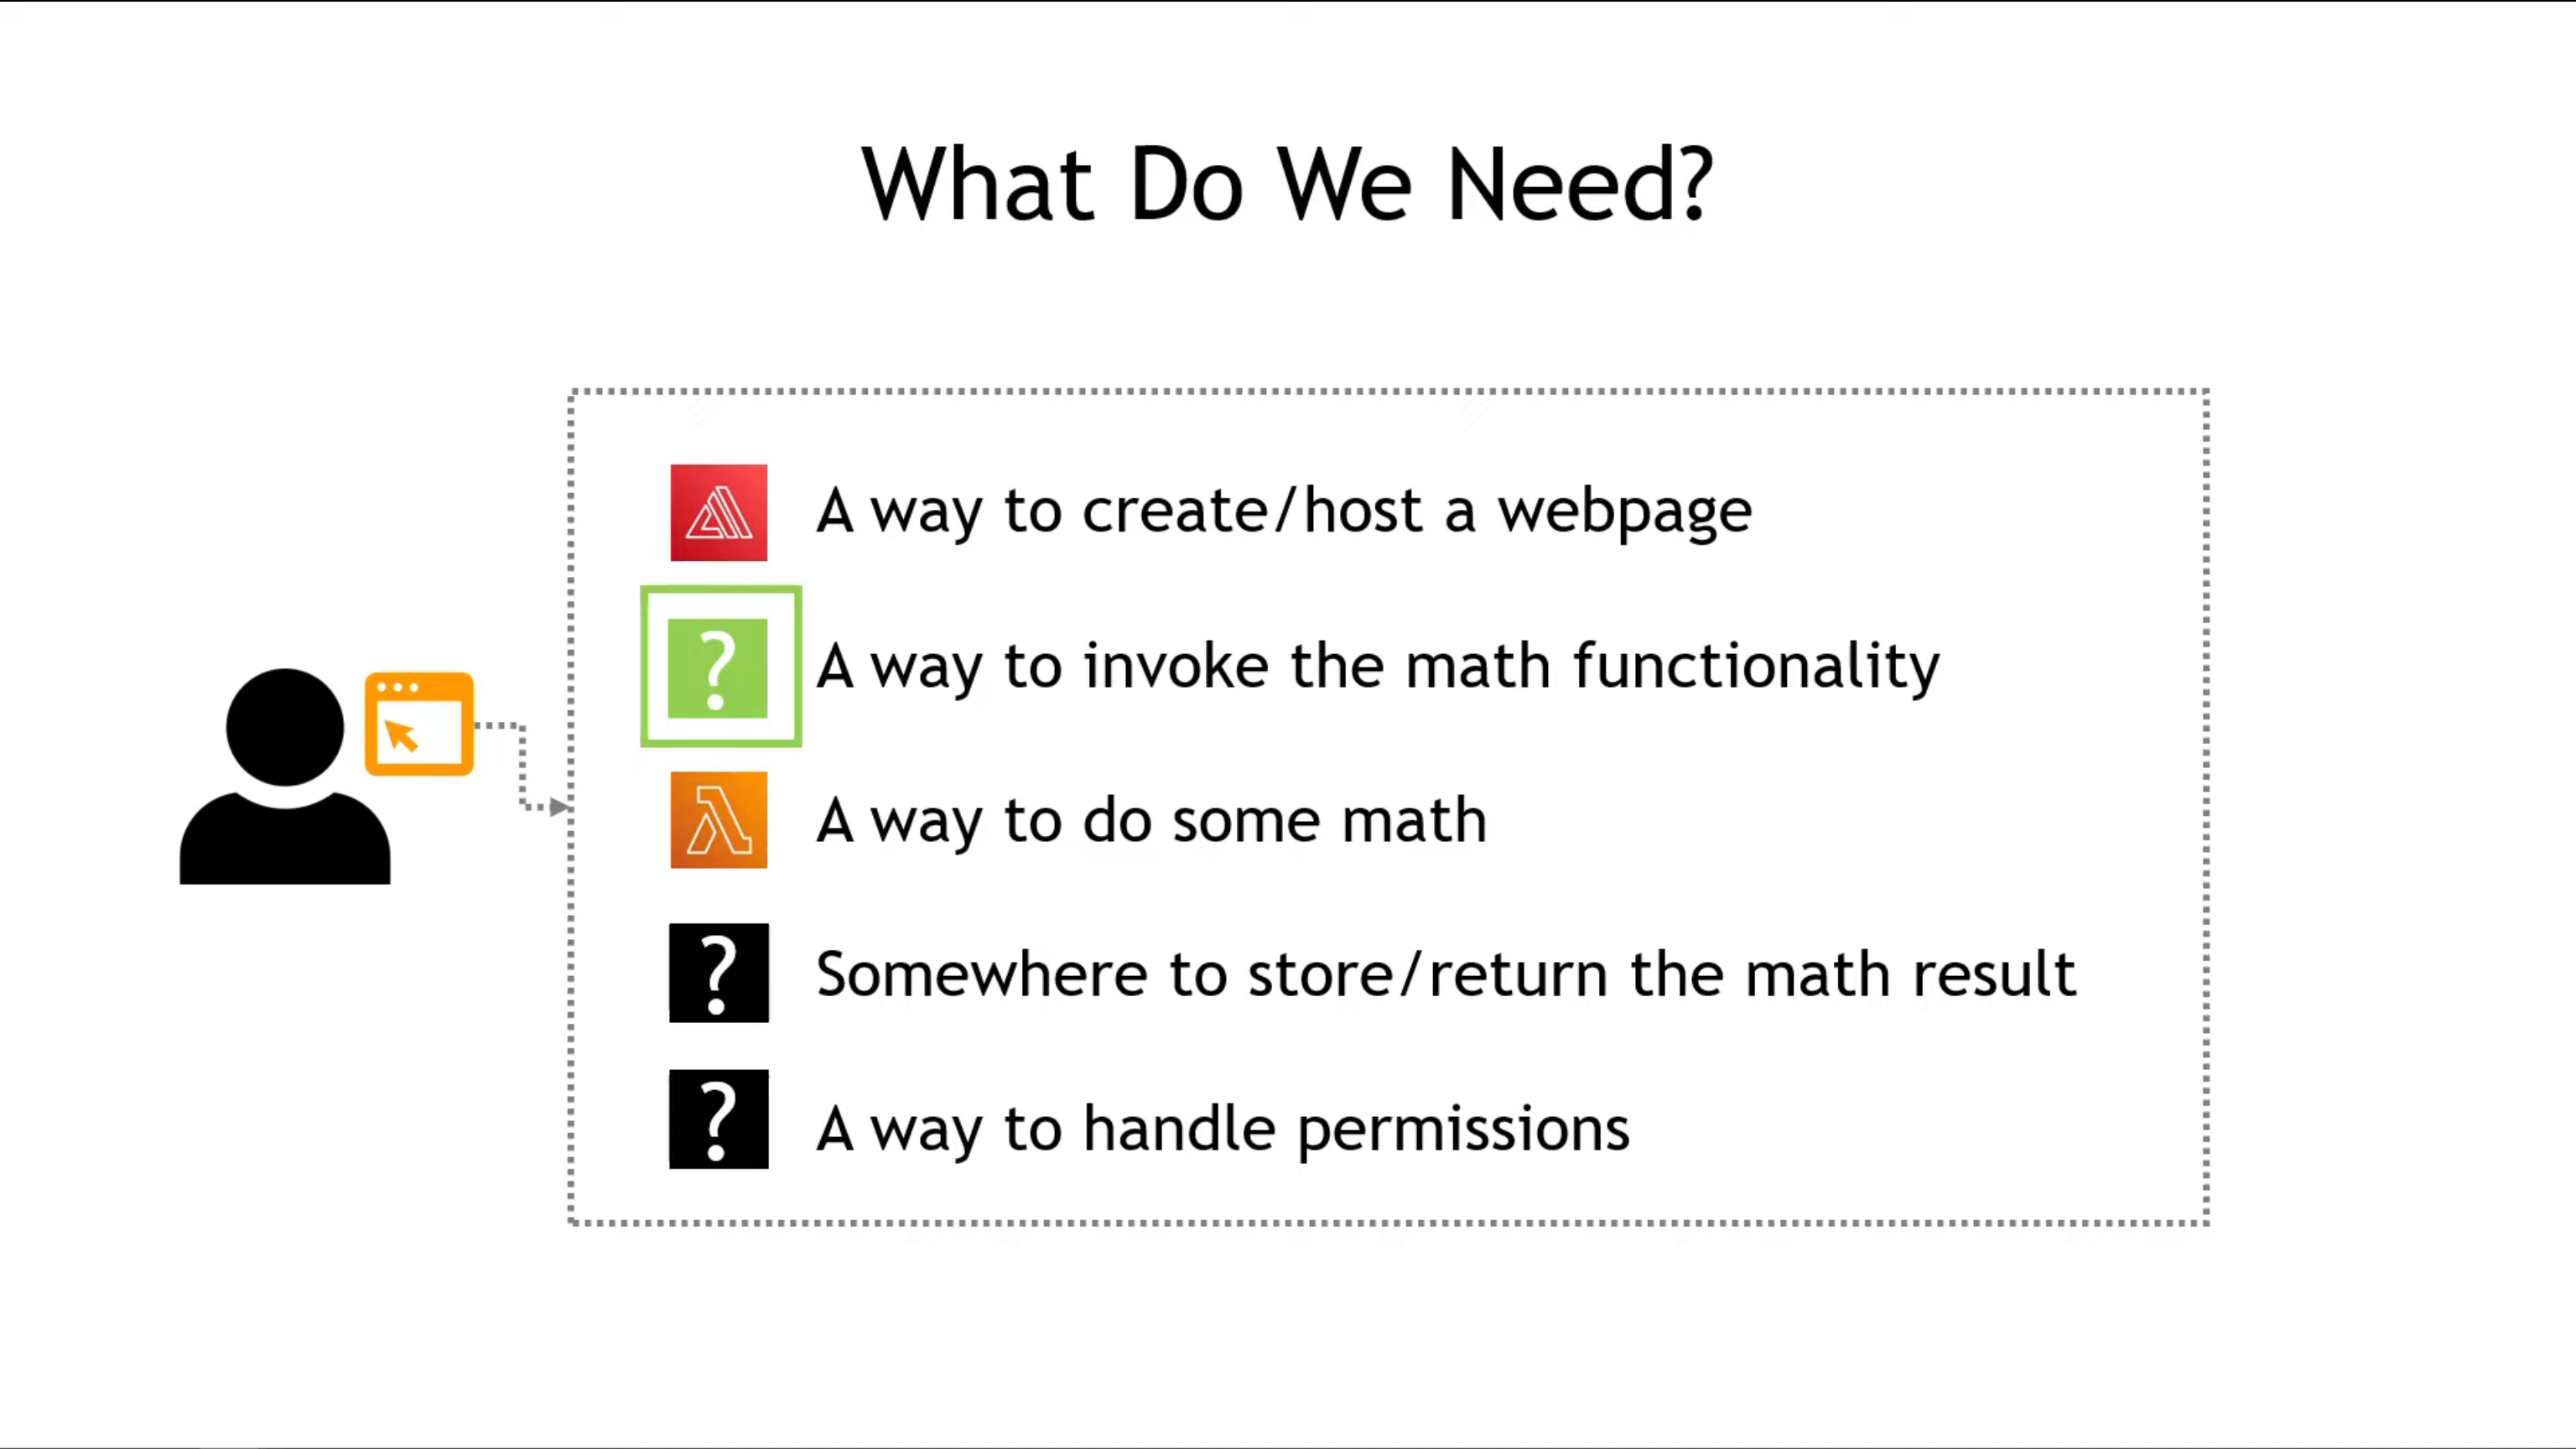 What Do We Need?
A way to create/host a webpage
? A way to invoke the math functionality
A way to do some math
? Somewhere to store/return the math result
? A way to handle permissions